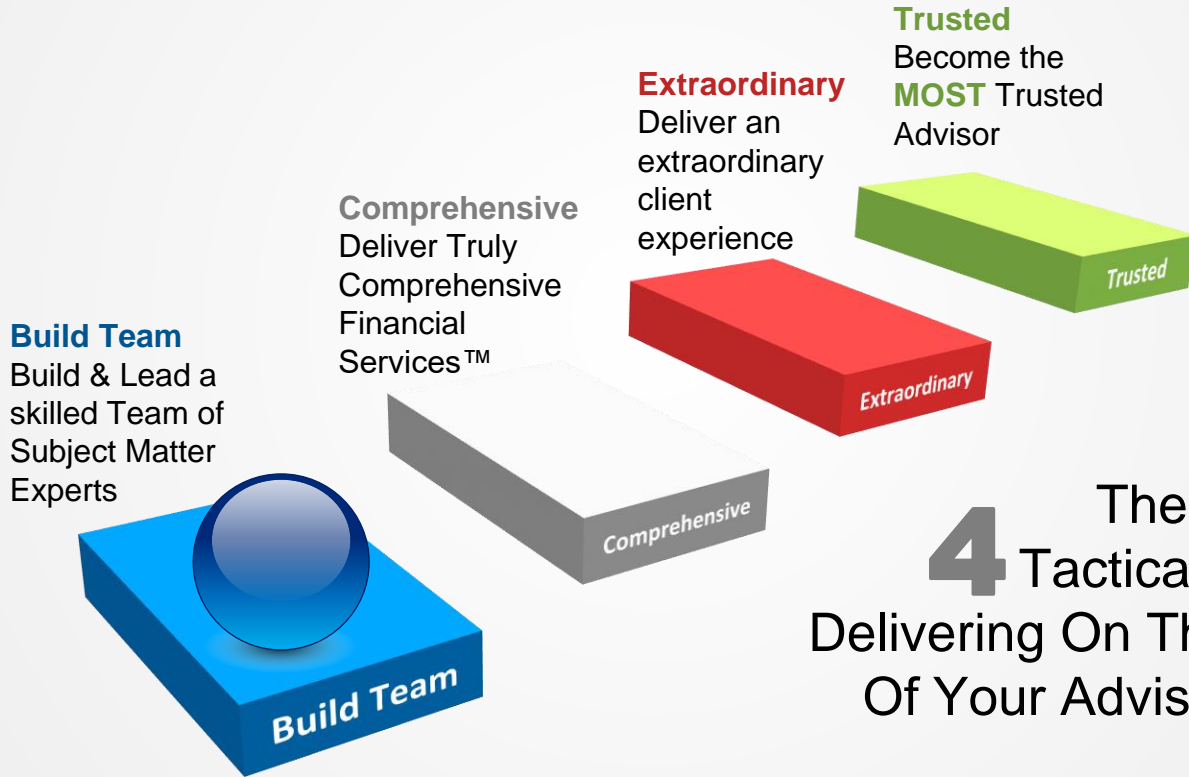 Trusted
Become the
MOST Trusted
Advisor
Extraordinary
Deliver an
extraordinary
client
experience
Comprehensive
Deliver Truly
Comprehensive
Financial
Services™
Build Team
Build & Lead a
skilled Team of
Subject Matter
Experts
Trusted
Extraordinary
Comprehensive
Build Team
The
4 Tactica
Delivering On Th
Of Your Advis